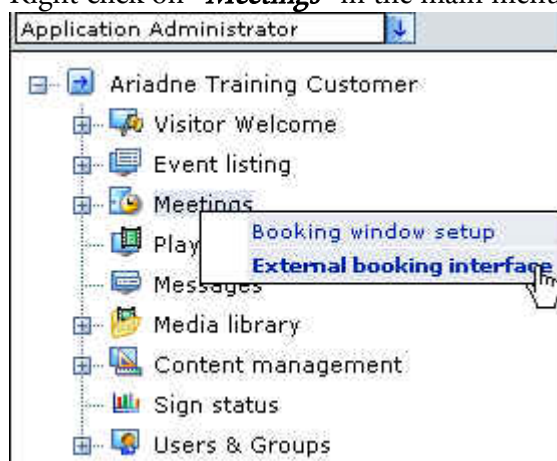 Right click on "Meetings" in the main menu
Application Administrator
Ariadne Training Customer
Visitor Welcome
Event listing
Meetings
Booking window setup
Play
External booking interface
Messages
Media library
Content management
Sign status
Users & Groups